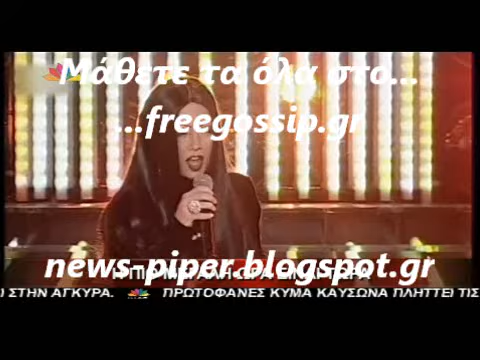 Μάθετε τα όλα στο...
...freegossip.gr
news-piper.blogspot.gr
ΣΤΗΝ ΑΓΚΥΡΑ. ΠΡΩΤΟΦΑΝΕΣ ΚΥΜΑ ΚΑΥΣΩΝΑ ΠΛΗΤΤΕΙ ΤΙΣ